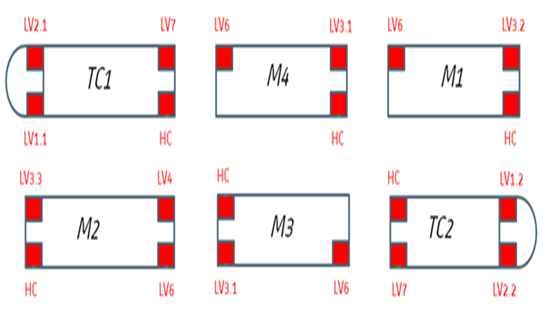 LV2.1 LV7 LV6 LV3.1 LV6 LV3.2
TC1 M4 M1
LV1.1 HC HC HC
LV3.3 LV4 HC HC LV1.2
M2 M3 TC2
HC LV6 LV3.1 LV6 LV7 LV2.2